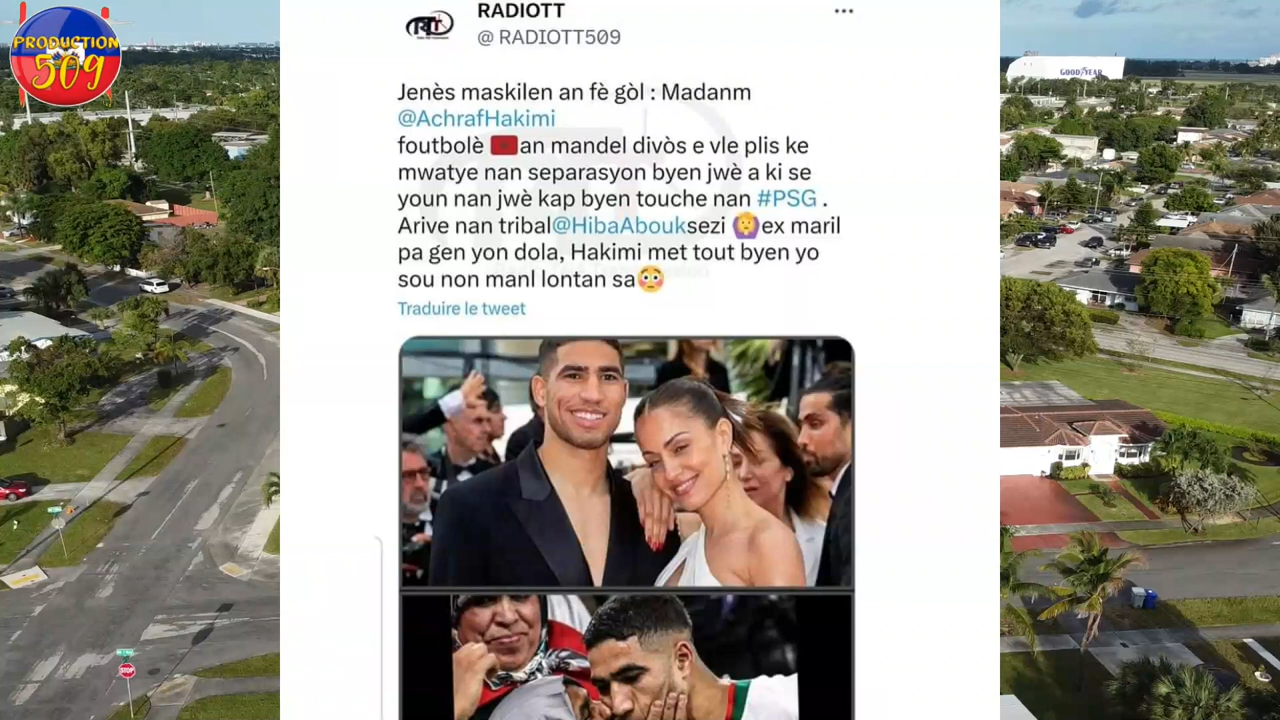 PRODUCTION
509
RTT
RADIOTT
@ RADIOTT509
Jenès maskilen an fè gòl : Madanm
@AchrafHakimi
foutbolè 🇲🇦an mandel divòs e vle plis ke
mwatye nan separasyon byen jwè a ki se
youn nan jwè kap byen touche nan #PSG .
Arive nan tribal@HibaAbouksezi 🙆‍♀️ex maril
pa gen yon dola, Hakimi met tout byen yo
sou non manl lontan sa😳
Traduire le tweet
GOODYEAR
STOP